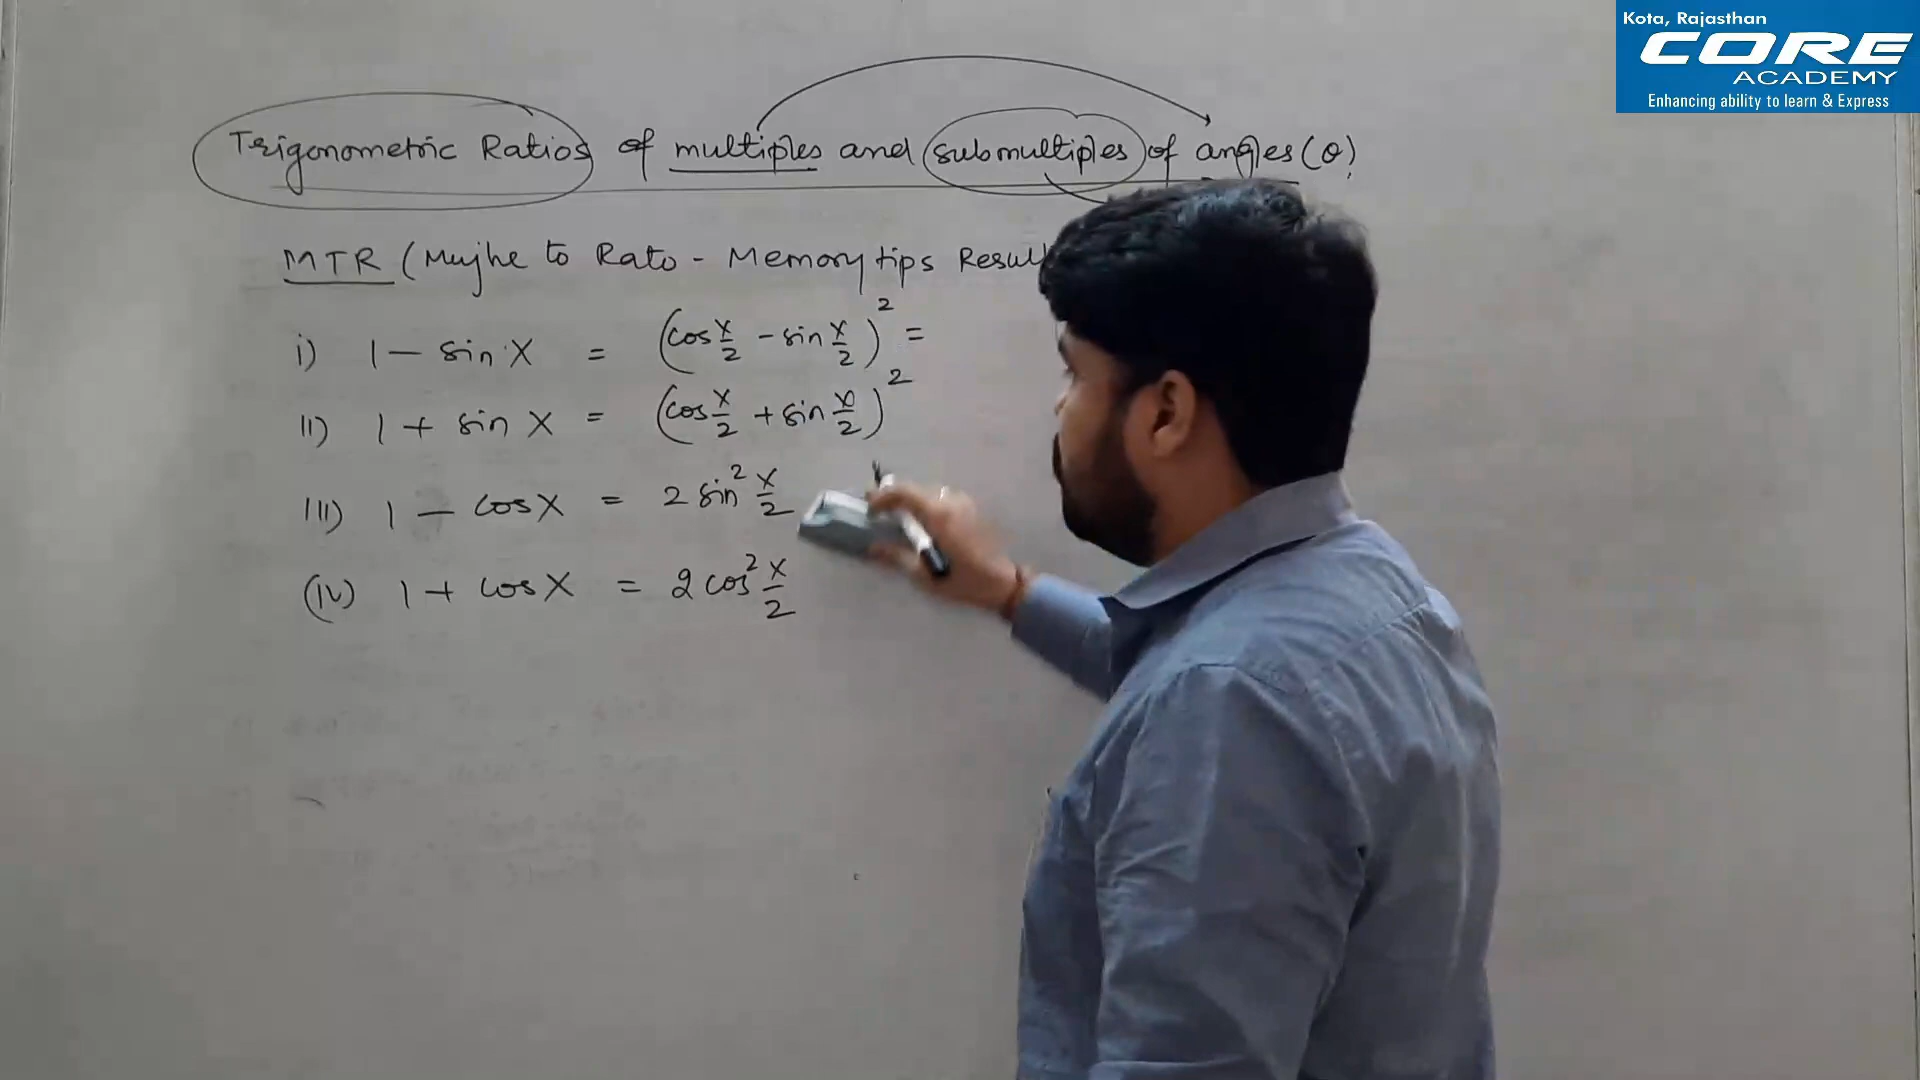 Kota, Rajasthan
CORE
ACADEMY
Enhancing ability to learn & Express
Trigonometric Ratios of multiples and submultiples of angles (θ)
MTR (Mujhe to Rato - Memory tips Result
i) 1 - sin x = (cos x/2 - sin x/2)² =
ii) 1 + sin x = (cos x/2 + sin x/2)²
iii) 1 - cos x = 2 sin² x/2
(iv) 1 + cos x = 2 cos² x/2